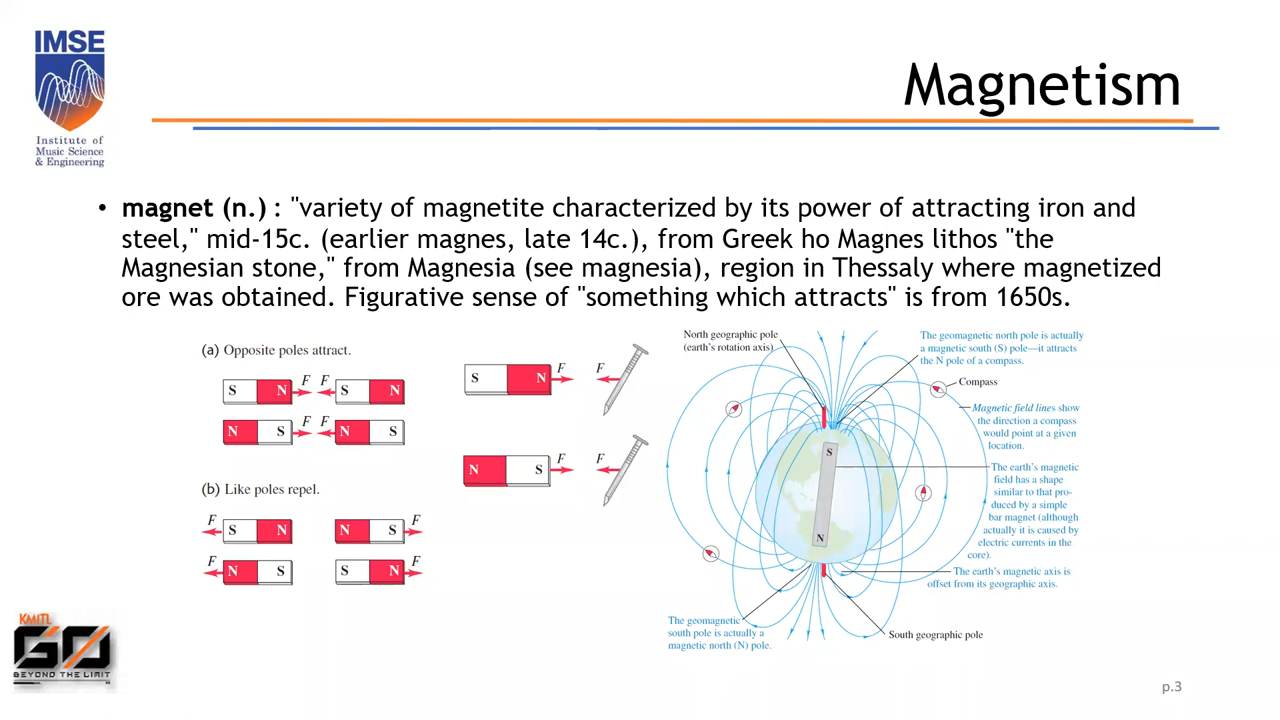 IMSE
Institute of
Music Science
& Engineering
Magnetism
• magnet (n.) : "variety of magnetite characterized by its power of attracting iron and
steel," mid-15c. (earlier magnes, late 14c.), from Greek ho Magnes lithos "the
Magnesian stone," from Magnesia (see magnesia), region in Thessaly where magnetized
ore was obtained. Figurative sense of "something which attracts" is from 1650s.
(a) Opposite poles attract.
S N F F S N
N S F F N S
(b) Like poles repel.
F S N N S F
F N S S N F
S N F F
N S F F
North geographic pole
(earth's rotation axis)
The geomagnetic north pole is actually
a magnetic south (S) pole—it attracts
the N pole of a compass.
Compass
Magnetic field lines show
the direction a compass
would point at a given
location.
S
The earth's magnetic
field has a shape
similar to that pro-
duced by a simple
bar magnet (although
actually it is caused by
electric currents in the
core).
N
The earth's magnetic axis is
offset from its geographic axis.
The geomagnetic
south pole is actually a
magnetic north (N) pole.
South geographic pole
KMITL
GO
BEYOND THE LIMIT
p.3